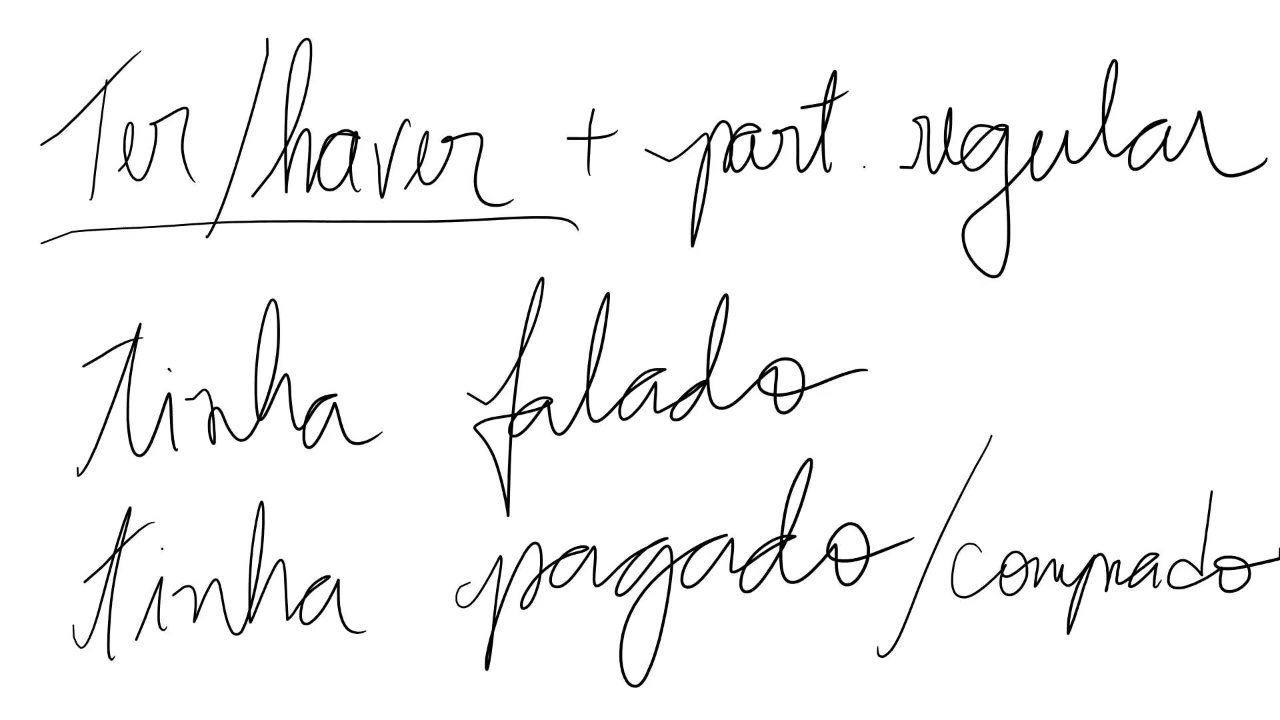 Ter/haver + part. regular
tinha falado
tinha pagado/comprado